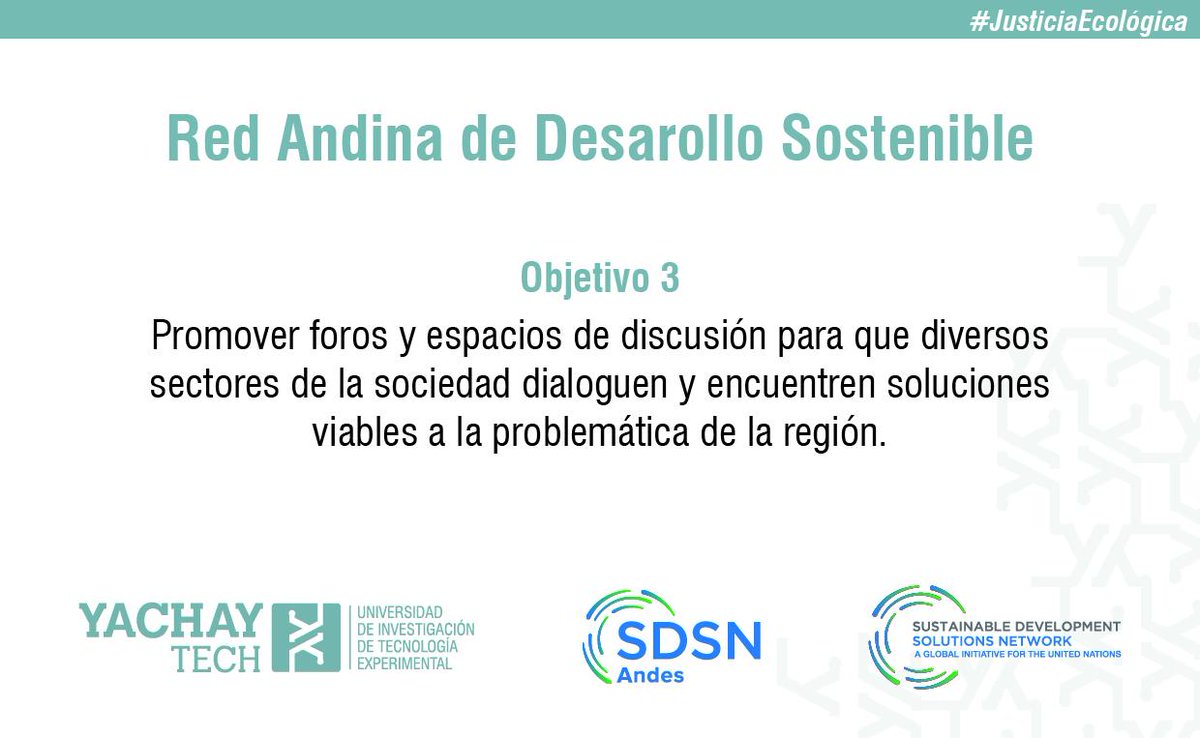 #JusticiaEcológica
Red Andina de Desarollo Sostenible
Objetivo 3
Promover foros y espacios de discusión para que diversos
sectores de la sociedad dialoguen y encuentren soluciones
viables a la problemática de la región.
YACHAY
TECH
UNIVERSIDAD
DE INVESTIGACIÓN
DE TECNOLOGÍA
EXPERIMENTAL
SDSN
Andes
SUSTAINABLE DEVELOPMENT
SOLUTIONS NETWORK
A GLOBAL INITIATIVE FOR THE UNITED NATIONS